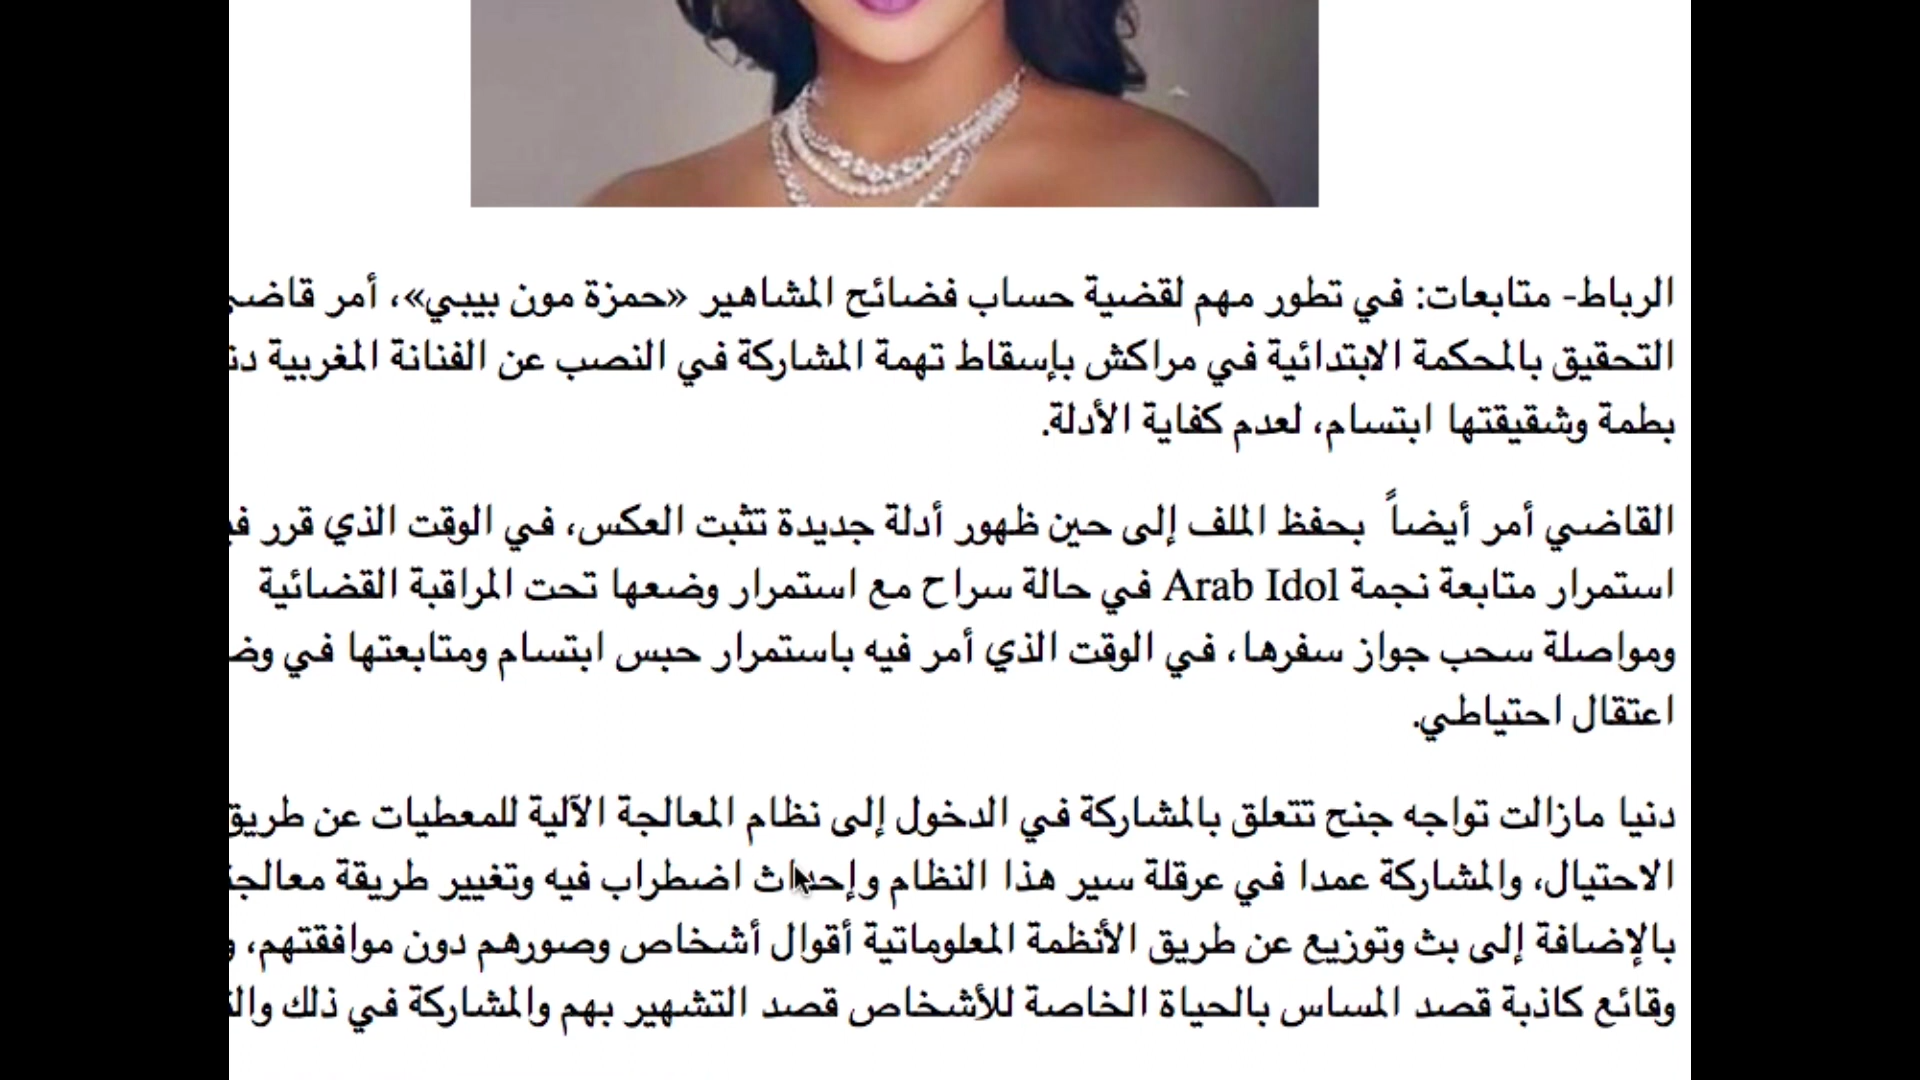 الرباط- متابعات: في تطور مهم لقضية حساب فضائح المشاهير «حمزة مون بيبي»، أمر قاضي
التحقيق بالمحكمة الابتدائية في مراكش بإسقاط تهمة المشاركة في النصب عن الفنانة المغربية
بطمة وشقيقتها ابتسام، لعدم كفاية الأدلة.
القاضي أمر أيضاً بحفظ الملف إلى حين ظهور أدلة جديدة تثبت العكس، في الوقت الذي قرر
استمرار متابعة نجمة Arab Idol في حالة سراح مع استمرار وضعها تحت المراقبة القضائية
ومواصلة سحب جواز سفرها، في الوقت الذي أمر فيه باستمرار حبس ابتسام ومتابعتها في
اعتقال احتياطي.
دنيا مازالت تواجه جنح تتعلق بالمشاركة في الدخول إلى نظام المعالجة الآلية للمعطيات عن طريق
الاحتيال، والمشاركة عمدا في عرقلة سير هذا النظام وإحداث اضطراب فيه وتغيير طريقة
بالإضافة إلى بث وتوزيع عن طريق الأنظمة المعلوماتية أقوال أشخاص وصورهم دون موافقتهم،
وقائع كاذبة قصد المساس بالحياة الخاصة للأشخاص قصد التشهير بهم والمشاركة في ذلك